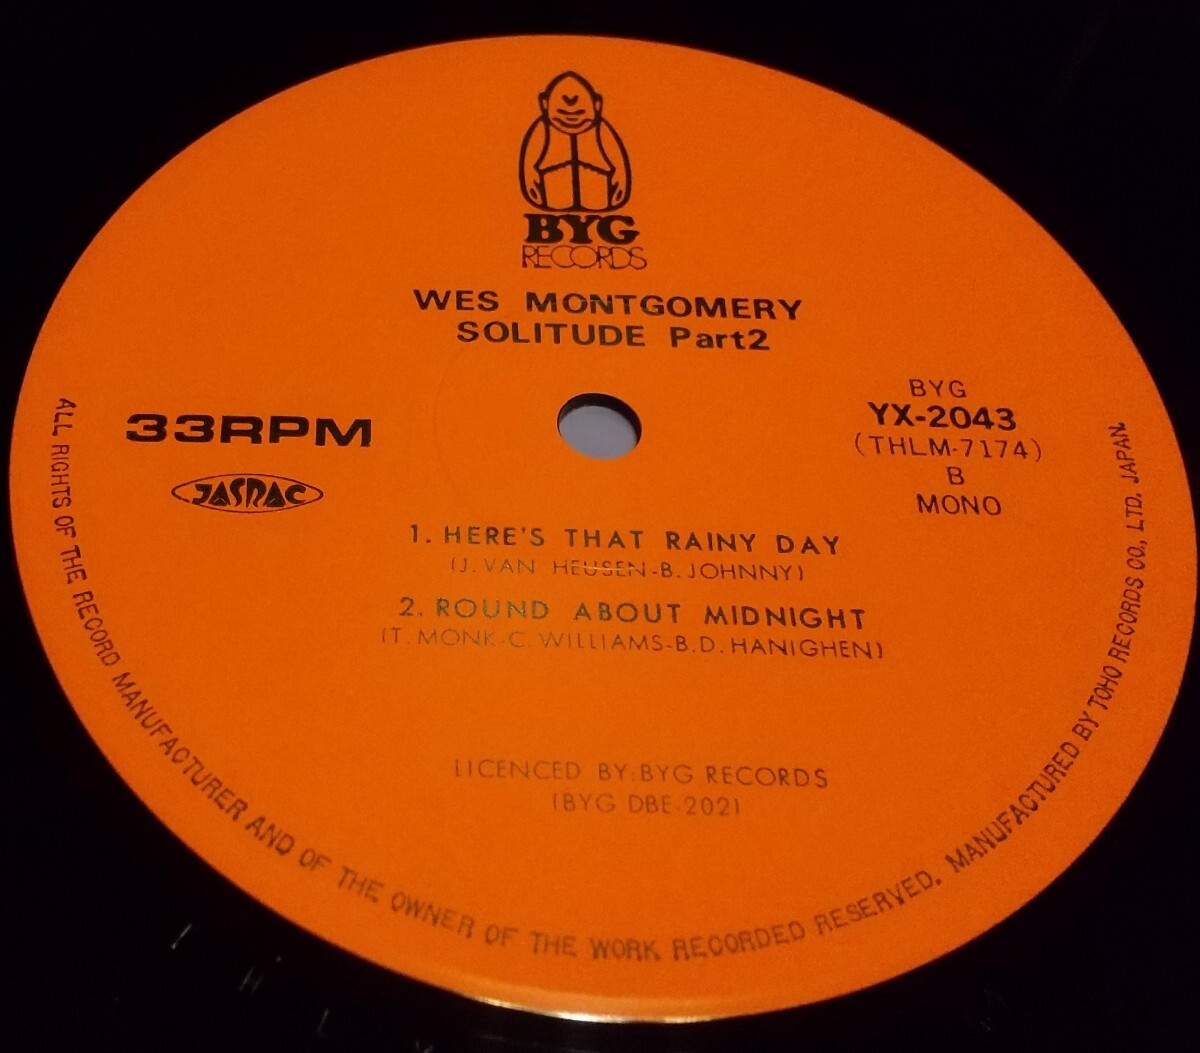 BYG
RECORDS
WES MONTGOMERY
SOLITUDE Part2
33RPM
JASRAC
BYG
YX-2043
(THLM-7174)
B
MONO
1. HERE'S THAT RAINY DAY
(J. VAN HEUSEN-B. JOHNNY)
2. ROUND ABOUT MIDNIGHT
(T. MONK-C. WILLIAMS-B.D. HANIGHEN)
LICENCED BY:BYG RECORDS
(BYG DBE-202)
ALL RIGHTS OF THE RECORD MANUFACTURER AND OF THE OWNER OF THE WORK RECORDED RESERVED. MANUFACTURED BY TOHO RECORDS CO., LTD. JAPAN.